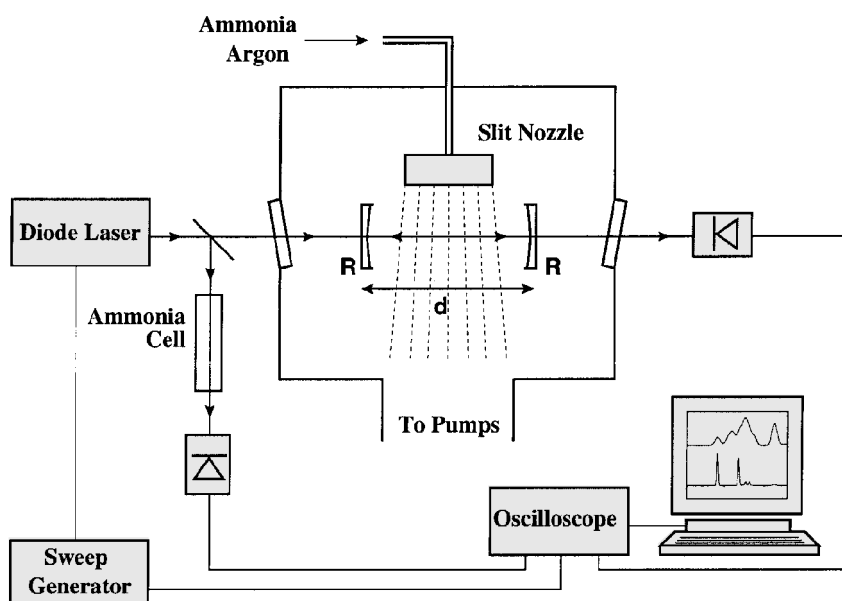 Ammonia
Argon
Slit Nozzle
Diode Laser
R
R
d
Ammonia
Cell
To Pumps
Oscilloscope
Sweep
Generator